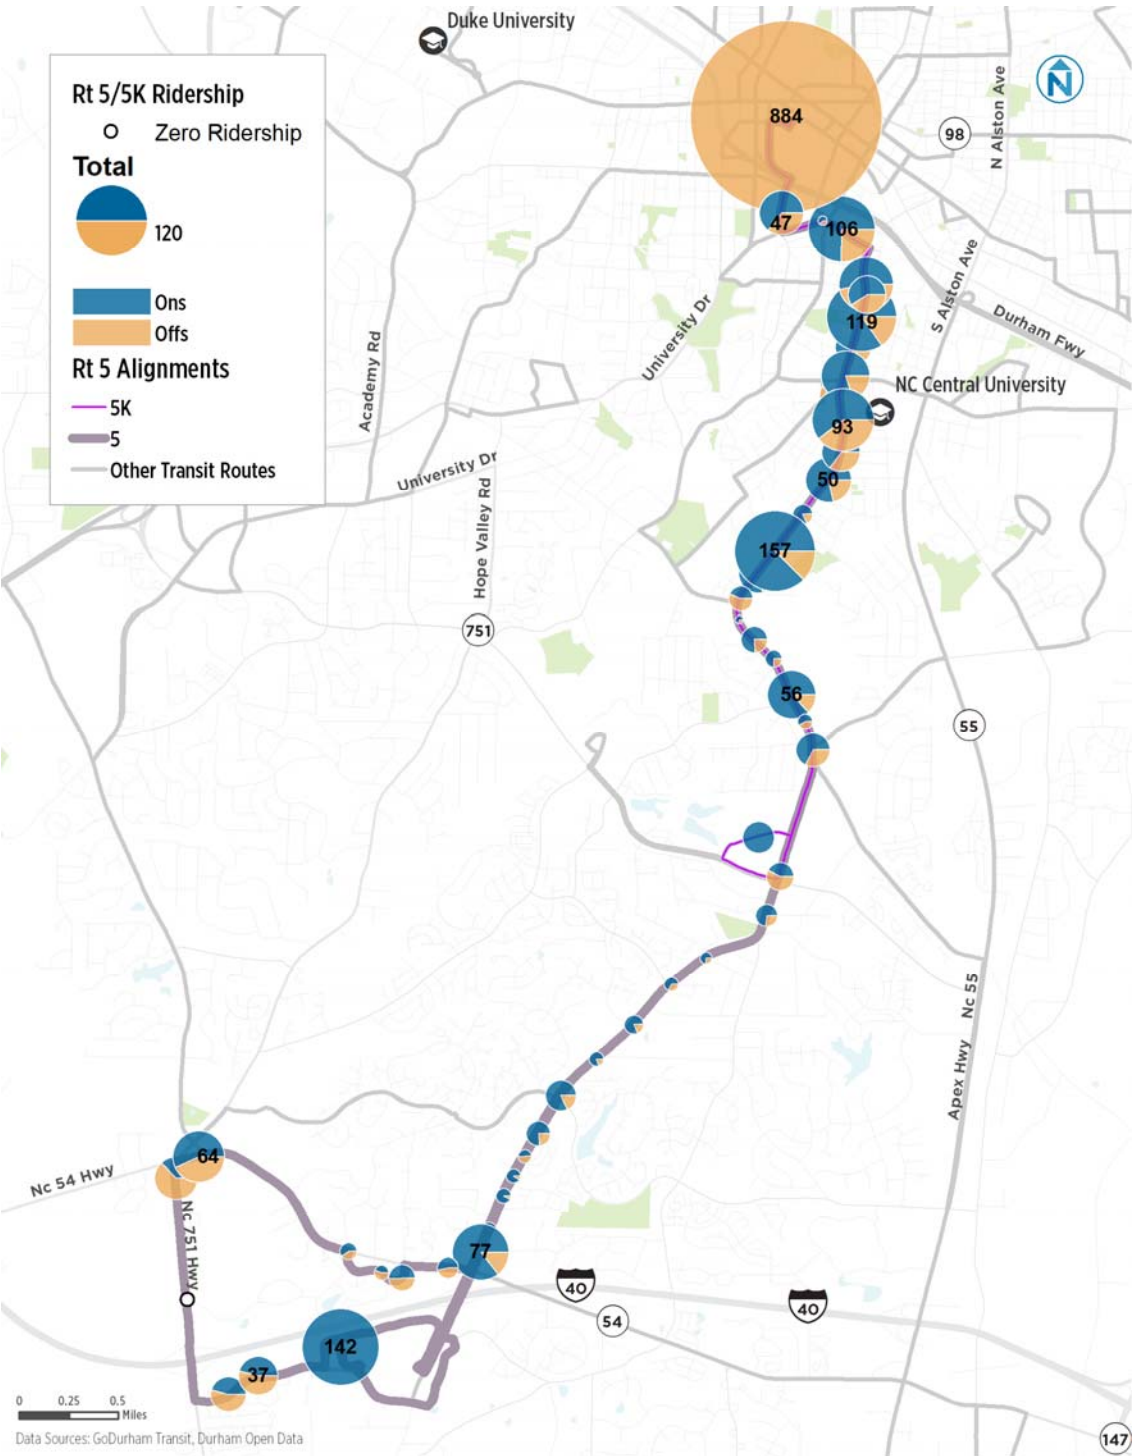 Duke University
Rt 5/5K Ridership
Zero Ridership
Total
120
Ons
Offs
Rt 5 Alignments
5K
5
Other Transit Routes
N
N Alston Ave
98
884
47
106
119
S Alston Ave
Durham Fwy
University Dr
Academy Rd
NC Central University
93
University Dr
50
Hope Valley Rd
157
751
56
55
Nc 55
Apex Hwy
64
Nc 54 Hwy
Nc 751 Hwy
77
40
40
54
142
37
0 0.25 0.5
Miles
Data Sources: GoDurham Transit, Durham Open Data
147